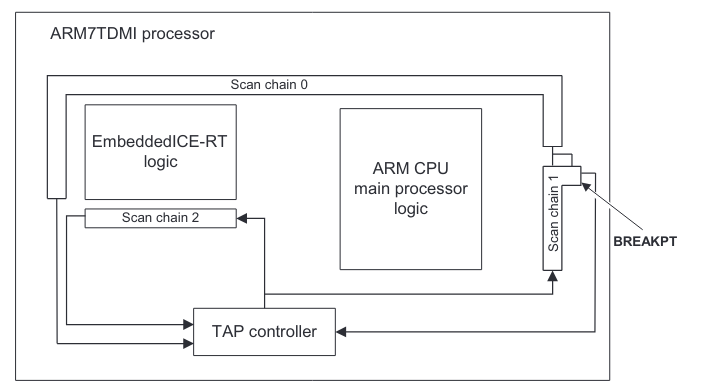 ARM7TDMI processor
Scan chain 0
EmbeddedICE-RT
logic
ARM CPU
main processor
logic
Scan chain 1
Scan chain 2
BREAKPT
TAP controller